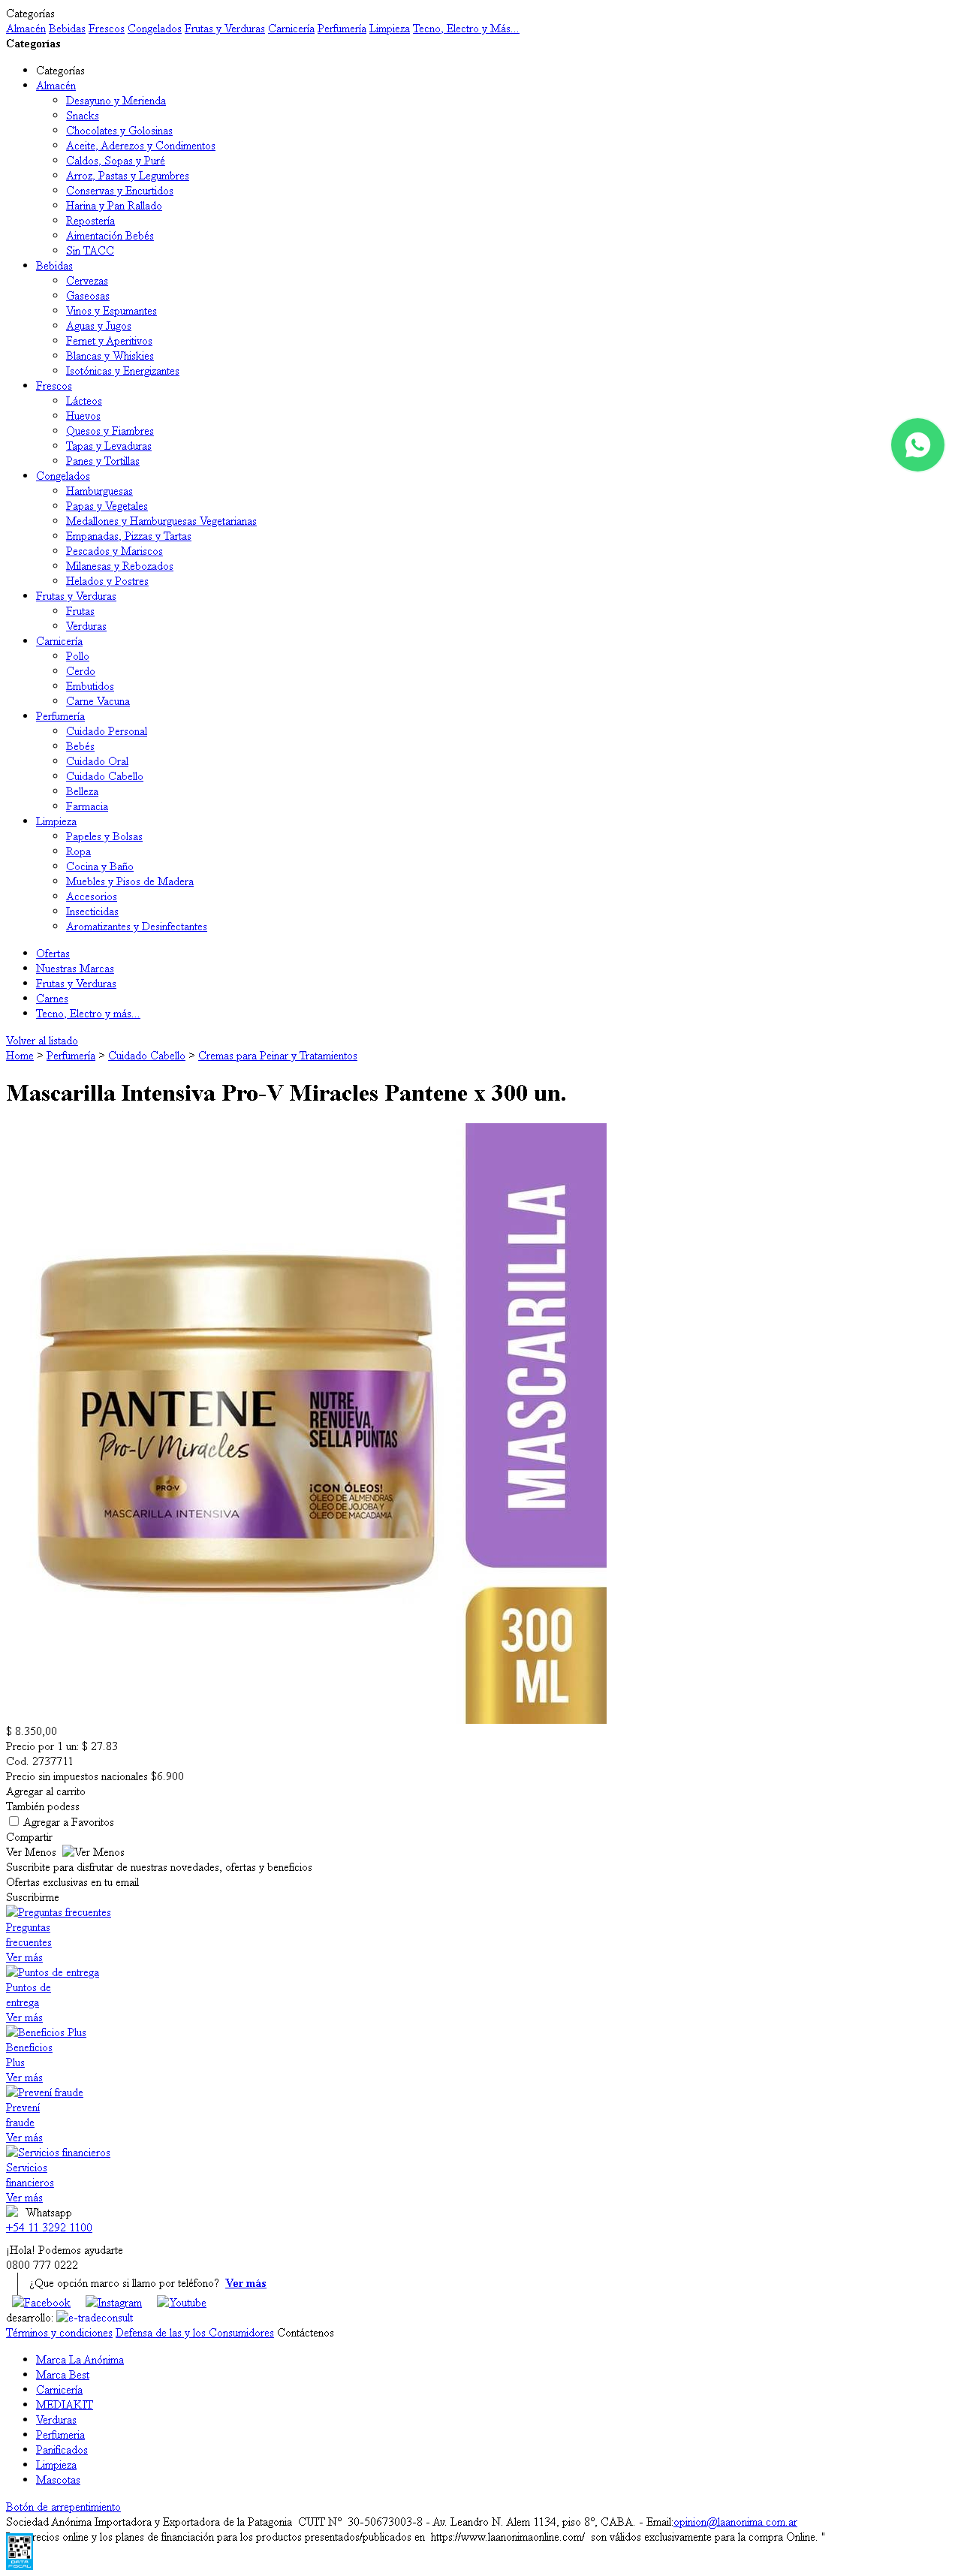 Categorías
Almacén Bebidas Frescos Congelados Frutas y Verduras Carnicería Perfumería Limpieza Tecno, Electro y Más...
Categorías
Categorías
Almacén
Desayuno y Merienda
Snacks
Chocolates y Golosinas
Aceite, Aderezos y Condimentos
Caldos, Sopas y Puré
Arroz, Pastas y Legumbres
Conservas y Encurtidos
Harina y Pan Rallado
Repostería
Aimentación Bebés
Sin TACC
Bebidas
Cervezas
Gaseosas
Vinos y Espumantes
Aguas y Jugos
Fernet y Aperitivos
Blancas y Whiskies
Isotónicas y Energizantes
Frescos
Lácteos
Huevos
Quesos y Fiambres
Tapas y Levaduras
Panes y Tortillas
Congelados
Hamburguesas
Papas y Vegetales
Medallones y Hamburguesas Vegetarianas
Empanadas, Pizzas y Tartas
Pescados y Mariscos
Milanesas y Rebozados
Helados y Postres
Frutas y Verduras
Frutas
Verduras
Carnicería
Pollo
Cerdo
Embutidos
Carne Vacuna
Perfumería
Cuidado Personal
Bebés
Cuidado Oral
Cuidado Cabello
Belleza
Farmacia
Limpieza
Papeles y Bolsas
Ropa
Cocina y Baño
Muebles y Pisos de Madera
Accesorios
Insecticidas
Aromatizantes y Desinfectantes
Ofertas
Nuestras Marcas
Frutas y Verduras
Carnes
Tecno, Electro y más...
Volver al listado
Home > Perfumería > Cuidado Cabello > Cremas para Peinar y Tratamientos
Mascarilla Intensiva Pro-V Miracles Pantene x 300 un.
PANTENE
Pro-V Miracles
PRO-V
MASCARILLA INTENSIVA
NUTRE,
RENUEVA,
SELLA PUNTAS
¡CON ÓLEOS!
ÓLEO DE ALMENDRAS,
ÓLEO DE JOJOBA Y
ÓLEO DE MACADAMIA
MASCARILLA
300
ML
$ 8.350,00
Precio por 1 un: $ 27.83
Cod. 2737711
Precio sin impuestos nacionales $6.900
Agregar al carrito
También podess
Agregar a Favoritos
Compartir
Ver Menos Ver Menos
Suscribite para disfrutar de nuestras novedades, ofertas y beneficios
Ofertas exclusivas en tu email
Suscribirme
Preguntas frecuentes
Preguntas
frecuentes
Ver más
Puntos de entrega
Puntos de
entrega
Ver más
Beneficios Plus
Beneficios
Plus
Ver más
Prevení fraude
Prevení
fraude
Ver más
Servicios financieros
Servicios
financieros
Ver más
Whatsapp
+54 11 3292 1100
¡Hola! Podemos ayudarte
0800 777 0222
¿Que opción marco si llamo por teléfono? Ver más
Facebook Instagram Youtube
desarrollo: e-tradeconsult
Términos y condiciones Defensa de las y los Consumidores Contáctenos
Marca La Anónima
Marca Best
Carnicería
MEDIAKIT
Verduras
Perfumeria
Panificados
Limpieza
Mascotas
Botón de arrepentimiento
Sociedad Anónima Importadora y Exportadora de la Patagonia CUIT Nº 30-50673003-8 - Av. Leandro N. Alem 1134, piso 8º, CABA. - Email:opinion@laanonima.com.ar
recios online y los planes de financiación para los productos presentados/publicados en https://www.laanonimaonline.com/ son válidos exclusivamente para la compra Online. "
DATA
FISCAL